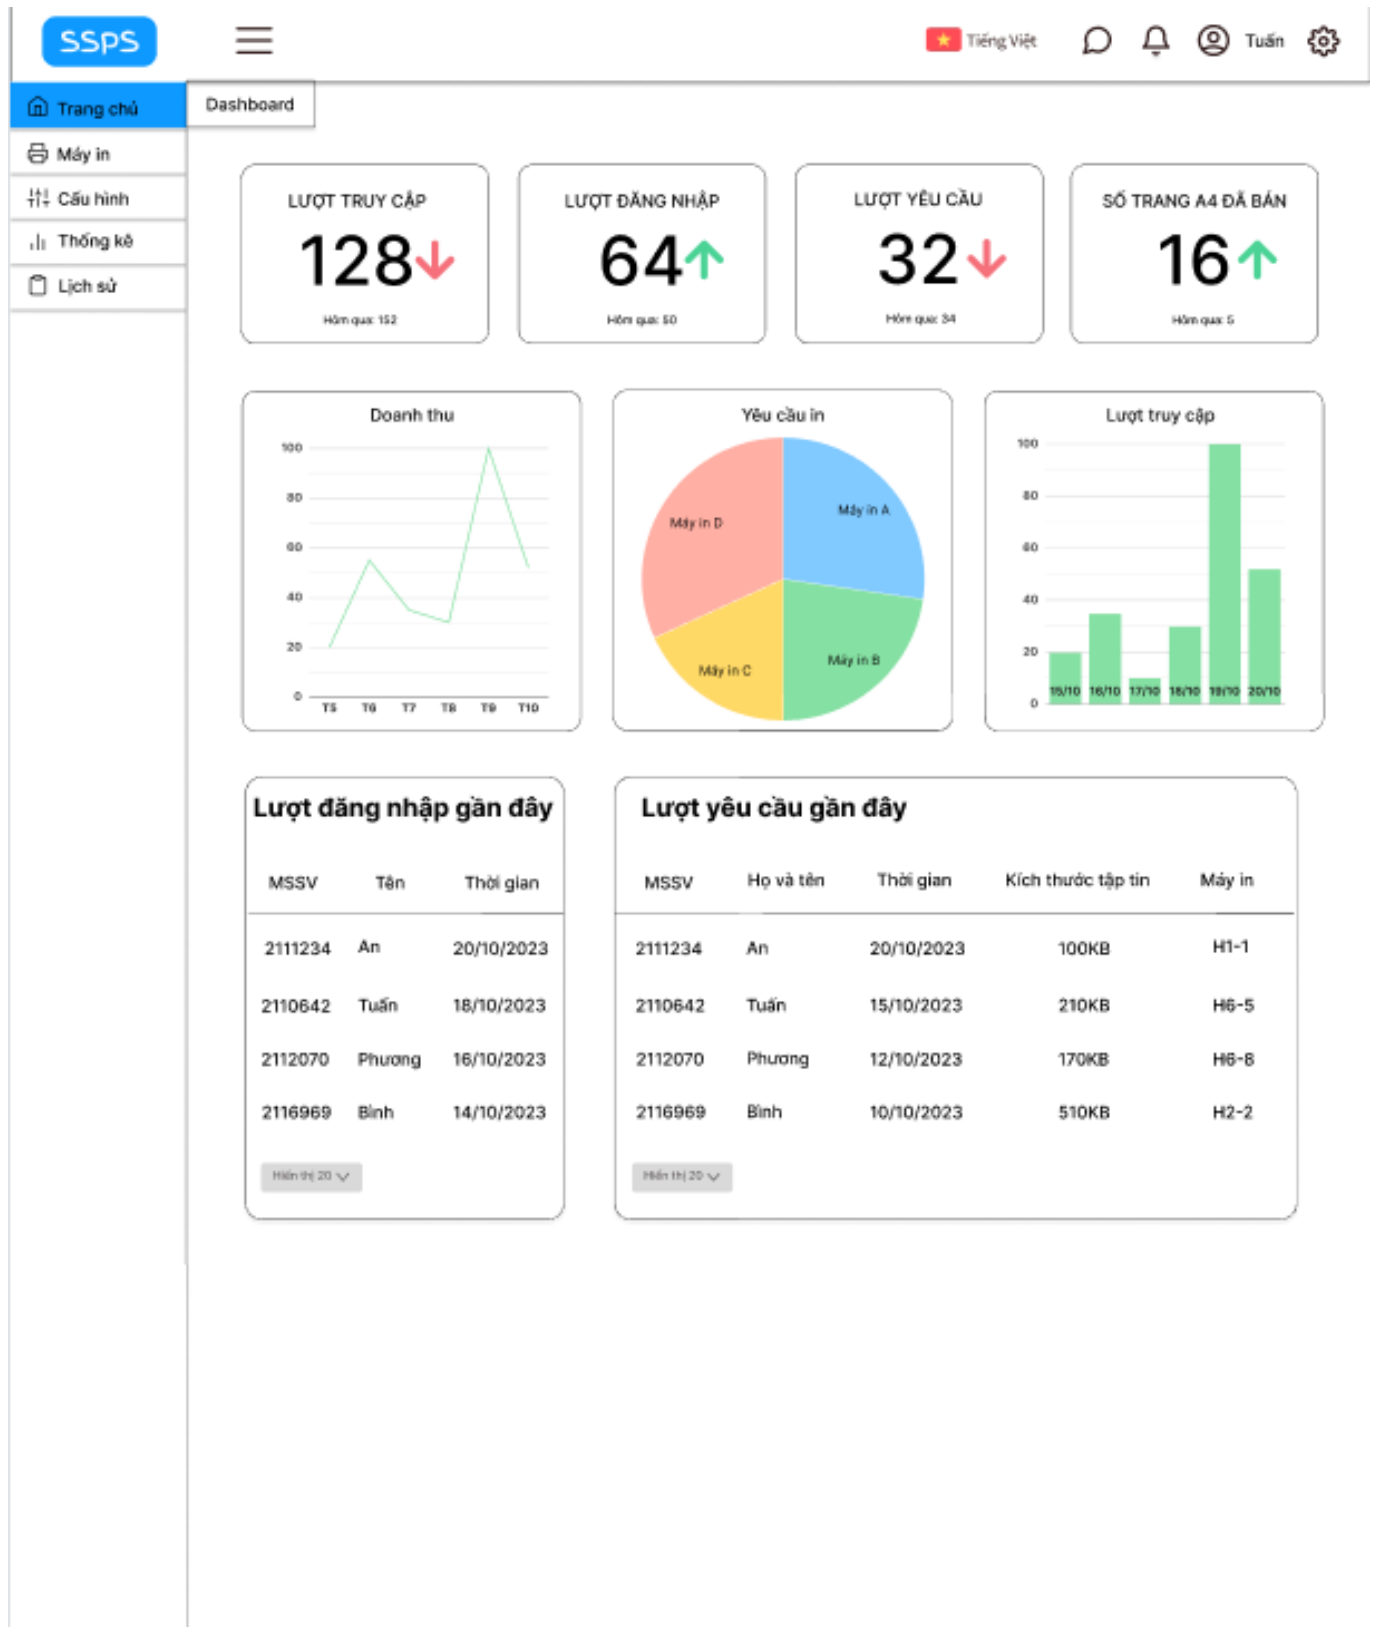 SSPS
Tiếng Việt
Tuấn
Trang chủ
Dashboard
Máy in
Cấu hình
Thống kê
Lịch sử
LƯỢT TRUY CẬP
128
Hôm qua: 152
LƯỢT ĐĂNG NHẬP
64
Hôm qua: 50
LƯỢT YÊU CẦU
32
Hôm qua: 34
SỐ TRANG A4 ĐÃ BÁN
16
Hôm qua: 5
Doanh thu
100
80
60
40
20
0
T5 T6 T7 T8 T9 T10
Yêu cầu in
Máy in D
Máy in A
Máy in C
Máy in B
Lượt truy cập
100
80
60
40
20
0
15/10 16/10 17/10 18/10 19/10 20/10
Lượt đăng nhập gần đây
MSSV Tên Thời gian
2111234 An 20/10/2023
2110642 Tuấn 18/10/2023
2112070 Phương 16/10/2023
2116969 Bình 14/10/2023
Hiển thị 20
Lượt yêu cầu gần đây
MSSV Họ và tên Thời gian Kích thước tập tin Máy in
2111234 An 20/10/2023 100KB H1-1
2110642 Tuấn 15/10/2023 210KB H6-5
2112070 Phương 12/10/2023 170KB H6-8
2116969 Bình 10/10/2023 510KB H2-2
Hiển thị 20